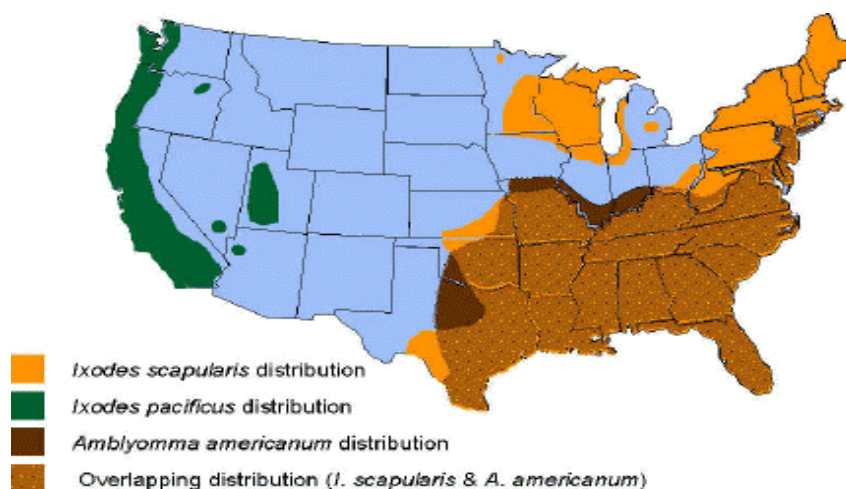 Ixodes scapularis distribution
Ixodes pacificus distribution
Amblyomma americanum distribution
Overlapping distribution (I. scapularis & A. americanum)